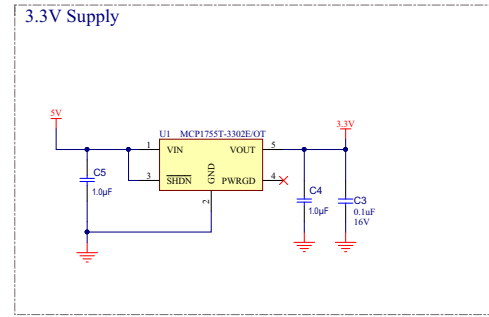 3.3V Supply
5V
3.3V
U1 MCP1755T-3302E/OT
1 VIN VOUT 5
3 SHDN GND PWRGD 4
2
C5
1.0µF
C4
1.0µF
C3
0.1uF
16V